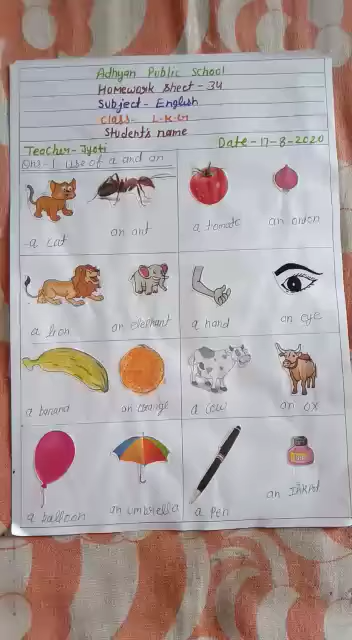 Adhyan Public School
Homework Sheet - 34
Subject - English
Class - L.K.G
Student's name
Teacher - Jyoti
Date - 17-8-2020
Qns-1 use of a and an
a cat
an ant
a tomato
an onion
a lion
an elephant
a hand
an eye
a banana
an orange
a cow
an ox
a balloon
an umbrella
a pen
an